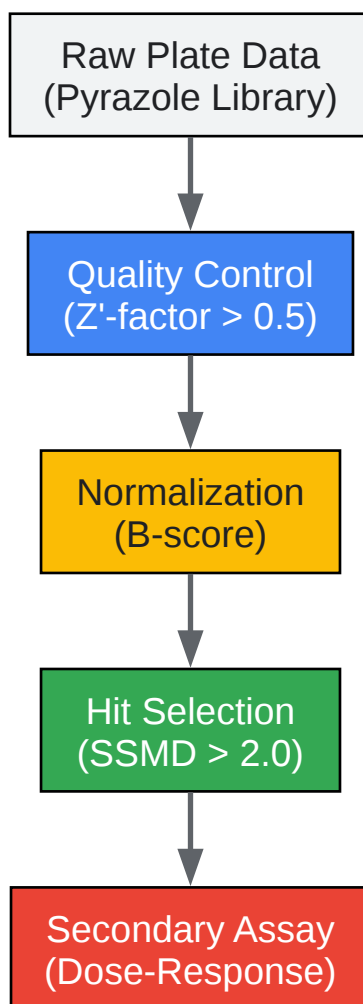 Raw Plate Data
(Pyrazole Library)
Quality Control
(Z'-factor > 0.5)
Normalization
(B-score)
Hit Selection
(SSMD > 2.0)
Secondary Assay
(Dose-Response)